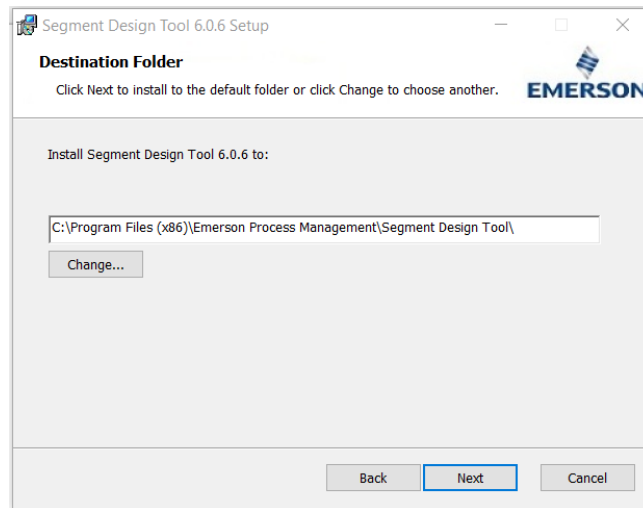 Segment Design Tool 6.0.6 Setup
Destination Folder
Click Next to install to the default folder or click Change to choose another.
EMERSON
Install Segment Design Tool 6.0.6 to:
C:\Program Files (x86)\Emerson Process Management\Segment Design Tool\
Change...
Back Next Cancel